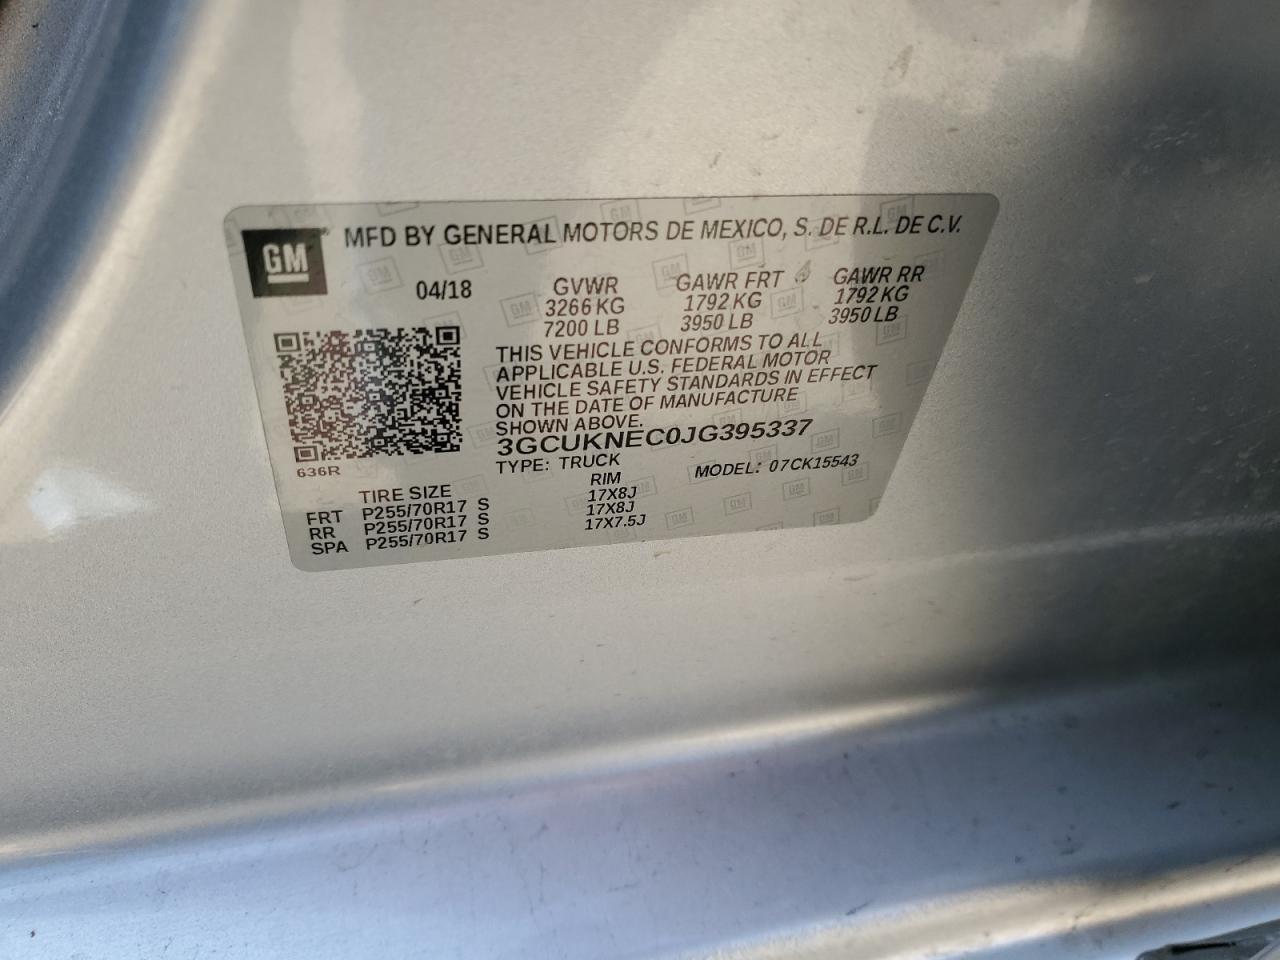 GM
MFD BY GENERAL MOTORS DE MEXICO, S. DE R.L. DE C.V.
04/18
GVWR GAWR FRT GAWR RR
3266 KG 1792 KG 1792 KG
7200 LB 3950 LB 3950 LB
THIS VEHICLE CONFORMS TO ALL
APPLICABLE U.S. FEDERAL MOTOR
VEHICLE SAFETY STANDARDS IN EFFECT
ON THE DATE OF MANUFACTURE
SHOWN ABOVE.
3GCUKNEC0JG395337
636R
TYPE: TRUCK MODEL: 07CK15543
TIRE SIZE RIM
FRT P255/70R17 S 17X8J
RR P255/70R17 S 17X8J
SPA P255/70R17 S 17X7.5J